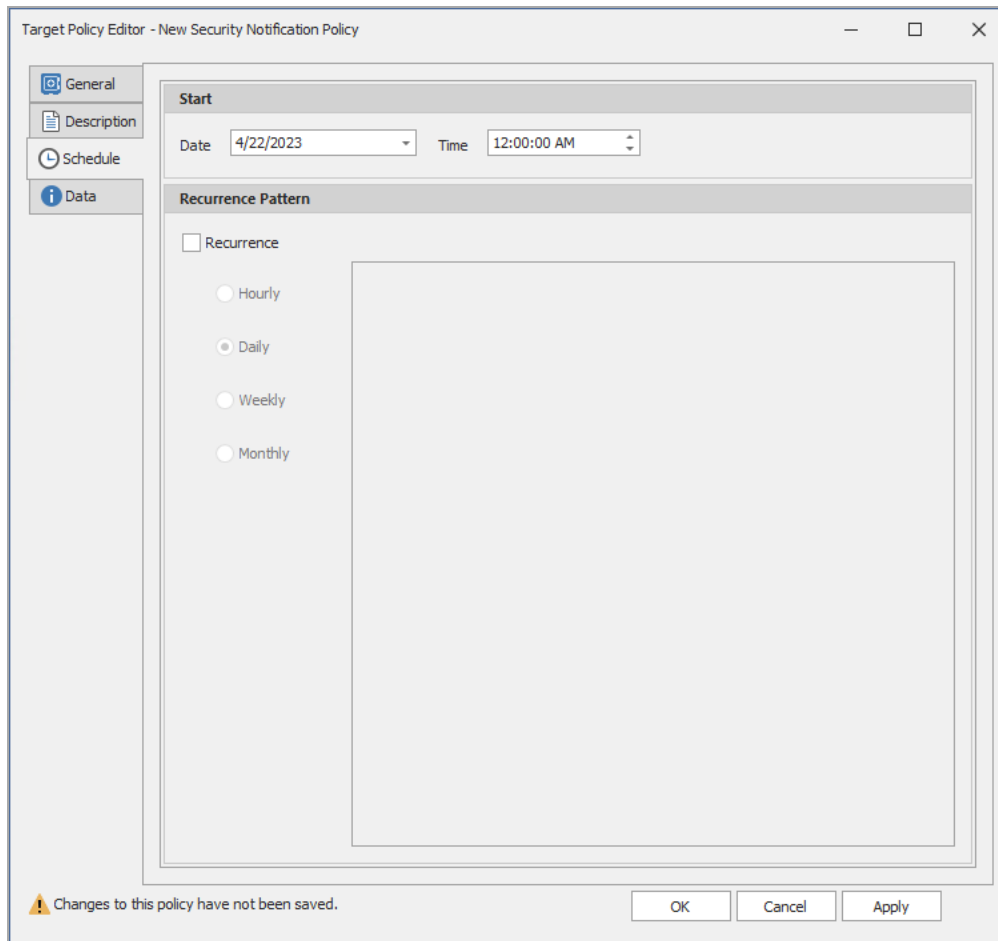 Target Policy Editor - New Security Notification Policy
General
Description
Schedule
Data
Start
Date 4/22/2023 Time 12:00:00 AM
Recurrence Pattern
Recurrence
Hourly
Daily
Weekly
Monthly
Changes to this policy have not been saved.
OK Cancel Apply